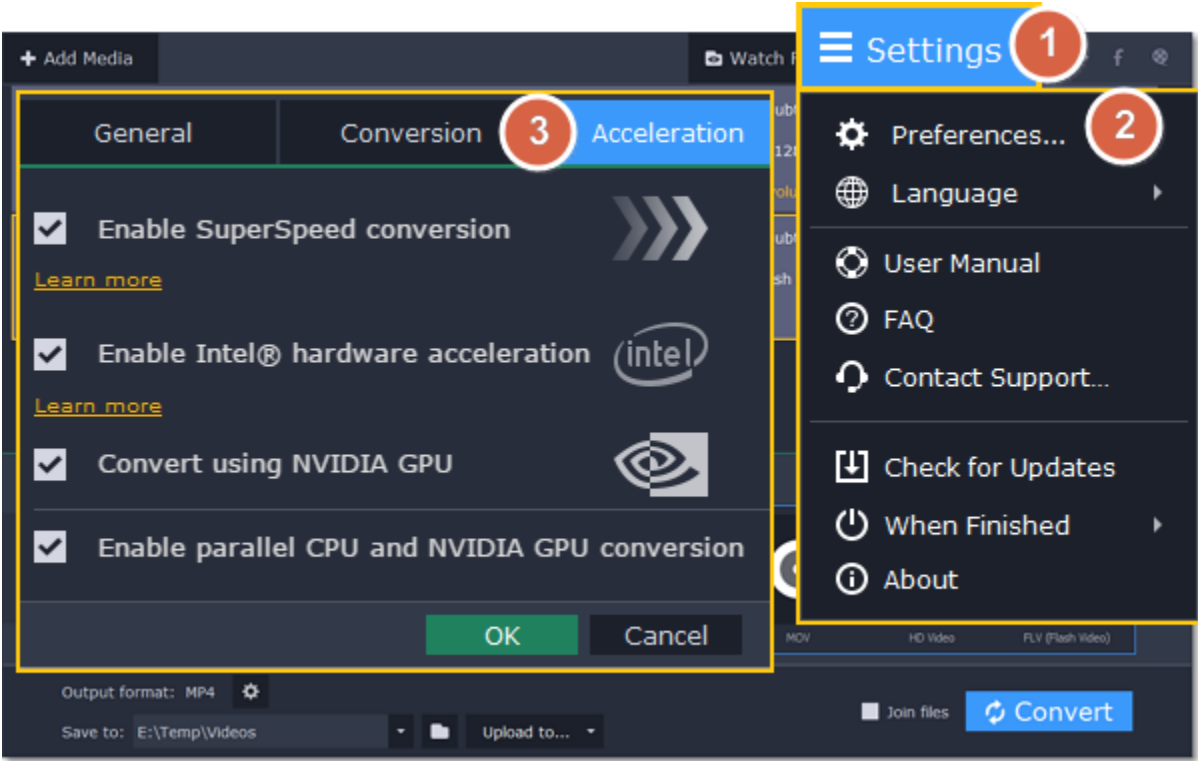 Settings 1
Add Media
Watch F
General
Conversion
3
Acceleration
Enable SuperSpeed conversion
Learn more
Enable Intel® hardware acceleration
intel
Learn more
Convert using NVIDIA GPU
Enable parallel CPU and NVIDIA GPU conversion
OK
Cancel
Preferences...
2
Language
User Manual
FAQ
Contact Support...
Check for Updates
When Finished
About
MOV
HD Video
FLV (Flash Video)
Output format: MP4
Save to: E:\Temp\Videos
Upload to...
Join files
Convert